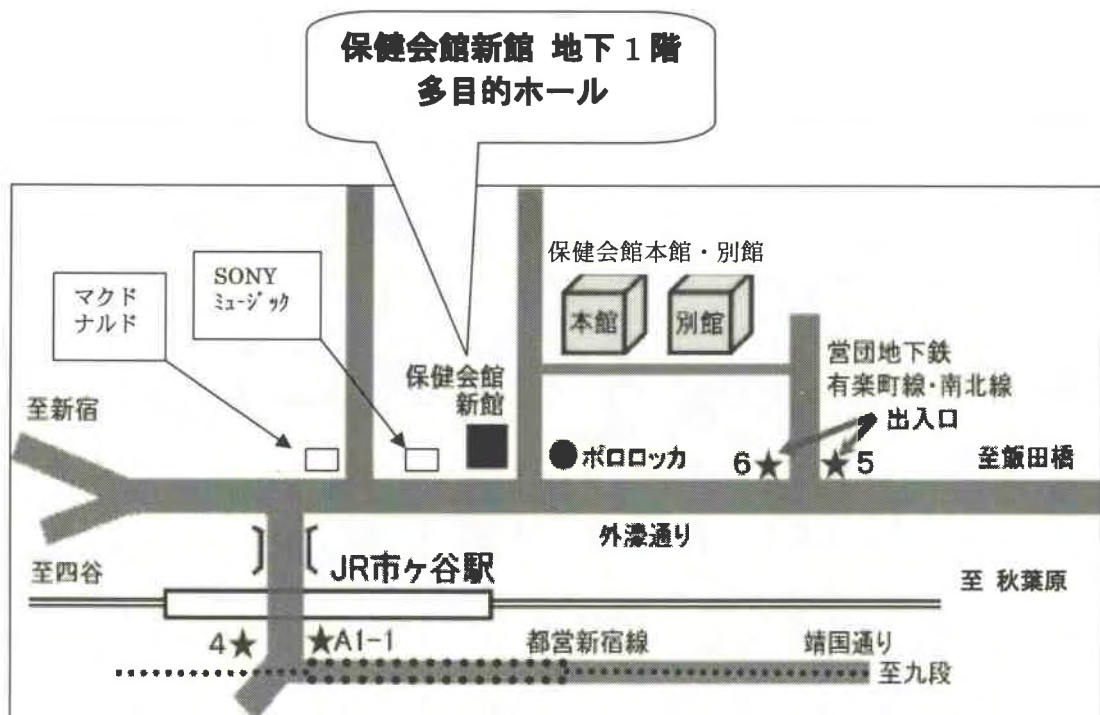 保健会館新館 地下1階
多目的ホール
保健会館本館・別館
SONY
ﾐｭｰｼﾞｯｸ
マクド
ナルド
本館
別館
営団地下鉄
有楽町線・南北線
出入口
保健会館
新館
至新宿
ポロロッカ
6★
★5
至飯田橋
外濠通り
JR市ヶ谷駅
至四谷
至 秋葉原
4★
★A1-1
都営新宿線
靖国通り
至九段